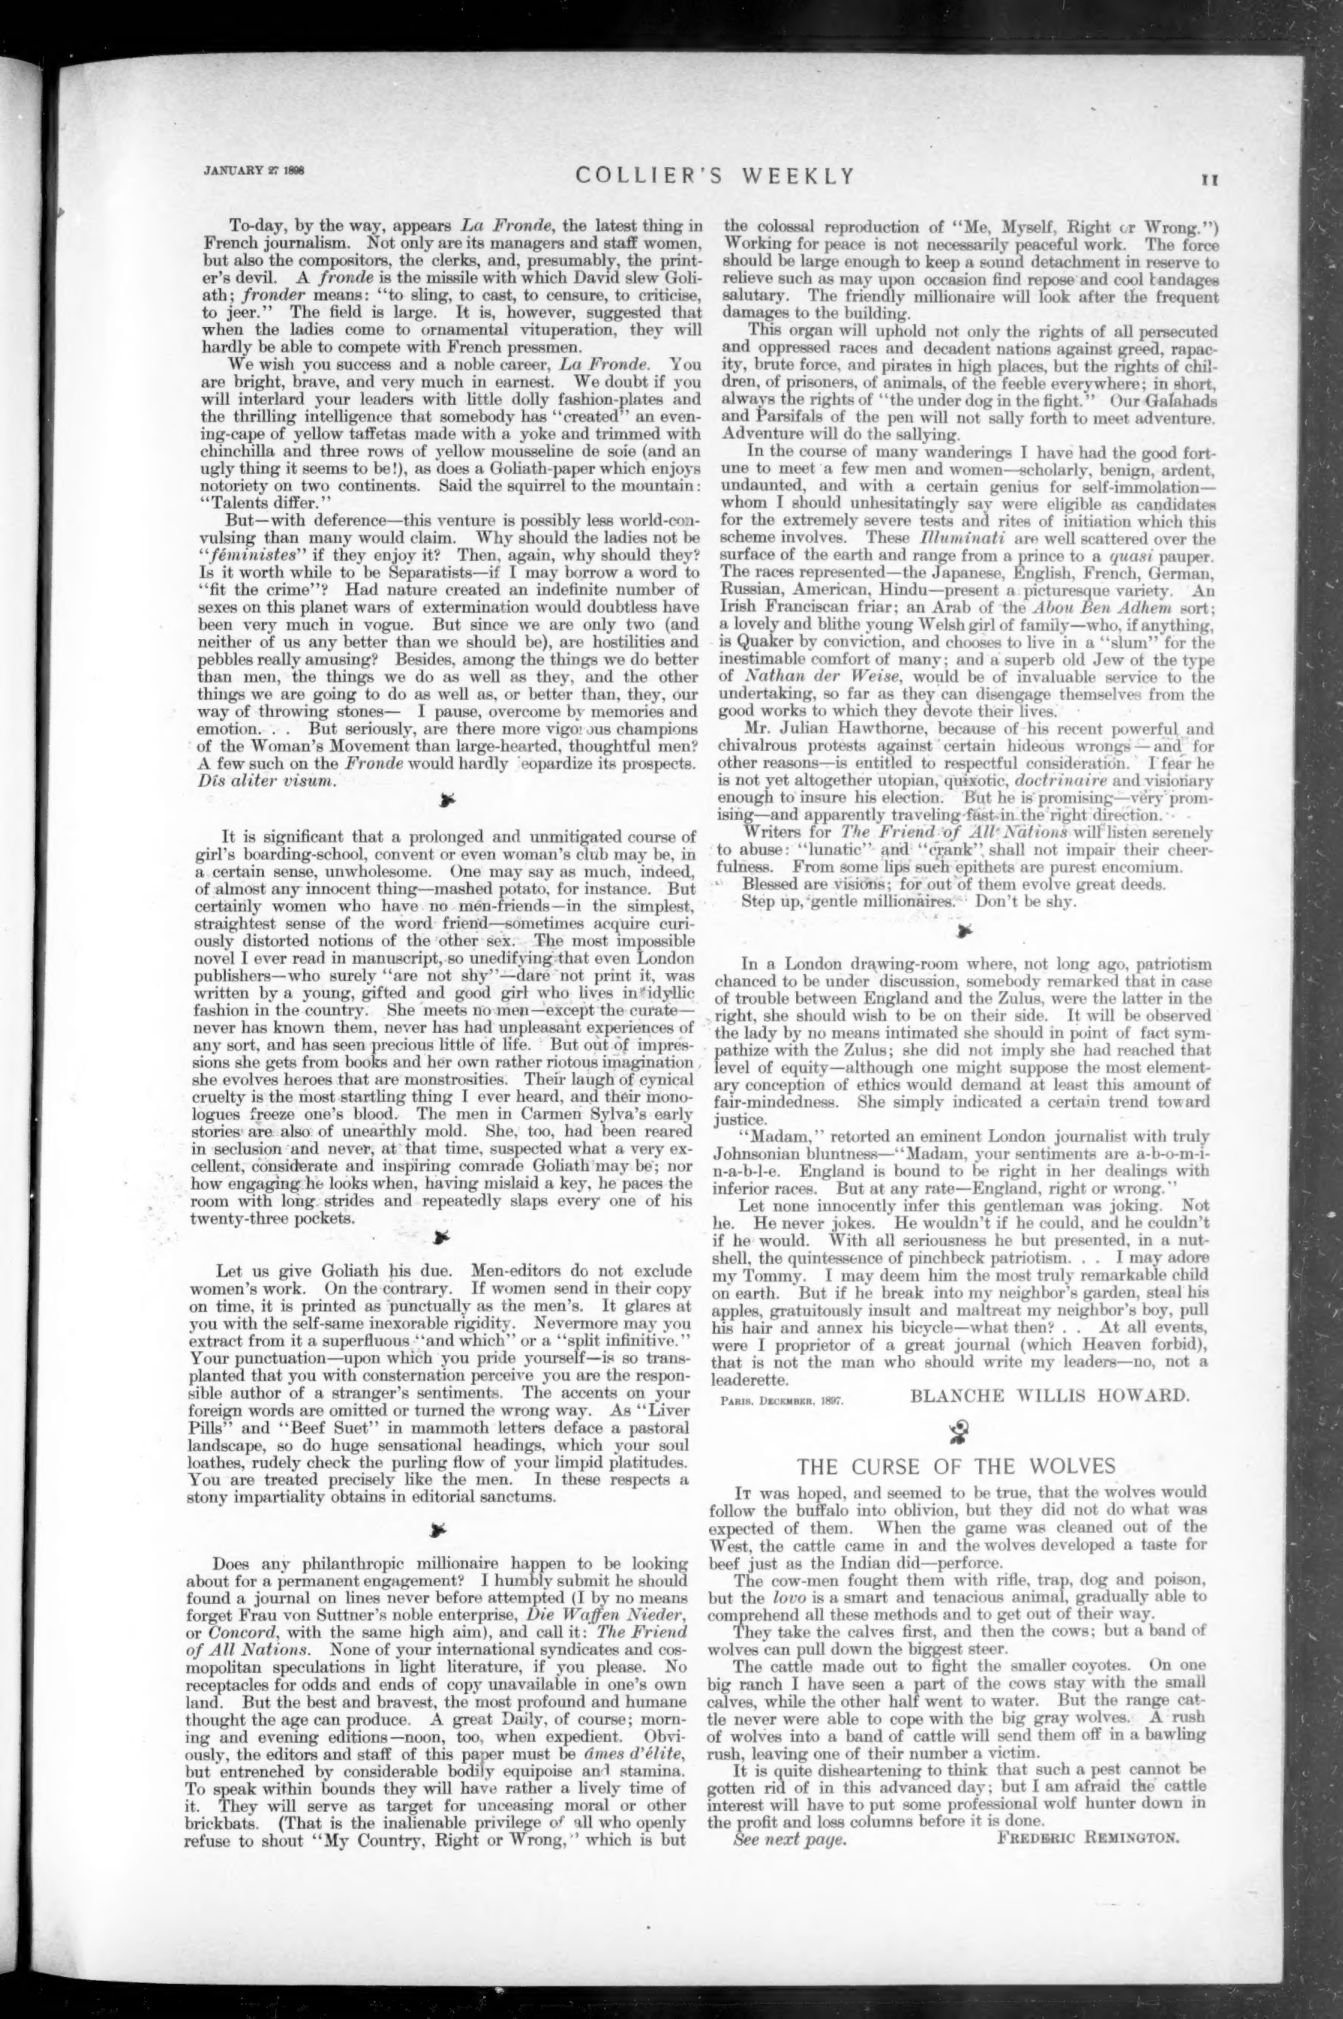 JANUARY 27 1898
COLLIER'S WEEKLY
11
To-day, by the way, appears La Fronde, the latest thing in
French journalism. Not only are its managers and staff women,
but also the compositors, the clerks, and, presumably, the print-
er's devil. A fronde is the missile with which David slew Goli-
ath; fronder means: "to sling, to cast, to censure, to criticise,
to jeer." The field is large. It is, however, suggested that
when the ladies come to ornamental vituperation, they will
hardly be able to compete with French pressmen.
We wish you success and a noble career, La Fronde. You
are bright, brave, and very much in earnest. We doubt if you
will interlard your leaders with little dolly fashion-plates and
the thrilling intelligence that somebody has "created" an even-
ing-cape of yellow taffetas made with a yoke and trimmed with
chinchilla and three rows of yellow mousseline de soie (and an
ugly thing it seems to be!), as does a Goliath-paper which enjoys
notoriety on two continents. Said the squirrel to the mountain:
"Talents differ."
But—with deference—this venture is possibly less world-con-
vulsing than many would claim. Why should the ladies not be
"féministes" if they enjoy it? Then, again, why should they?
Is it worth while to be Separatists—if I may borrow a word to
"fit the crime"? Had nature created an indefinite number of
sexes on this planet wars of extermination would doubtless have
been very much in vogue. But since we are only two (and
neither of us any better than we should be), are hostilities and
pebbles really amusing? Besides, among the things we do better
than men, the things we do as well as they, and the other
things we are going to do as well as, or better than, they, our
way of throwing stones— I pause, overcome by memories and
emotion. . . But seriously, are there more vigorous champions
of the Woman's Movement than large-hearted, thoughtful men?
A few such on the Fronde would hardly jeopardize its prospects.
Dis aliter visum.
It is significant that a prolonged and unmitigated course of
girl's boarding-school, convent or even woman's club may be, in
a certain sense, unwholesome. One may say as much, indeed,
of almost any innocent thing—mashed potato, for instance. But
certainly women who have no men-friends—in the simplest,
straightest sense of the word friend—sometimes acquire curi-
ously distorted notions of the other sex. The most impossible
novel I ever read in manuscript, so unedifying that even London
publishers—who surely "are not shy"—dare not print it, was
written by a young, gifted and good girl who lives in idyllic
fashion in the country. She meets no men—except the curate—
never has known them, never has had unpleasant experiences of
any sort, and has seen precious little of life. But out of impres-
sions she gets from books and her own rather riotous imagination
she evolves heroes that are monstrosities. Their laugh of cynical
cruelty is the most startling thing I ever heard, and their mono-
logues freeze one's blood. The men in Carmen Sylva's early
stories are also of unearthly mold. She, too, had been reared
in seclusion and never, at that time, suspected what a very ex-
cellent, considerate and inspiring comrade Goliath may be; nor
how engaging he looks when, having mislaid a key, he paces the
room with long strides and repeatedly slaps every one of his
twenty-three pockets.
Let us give Goliath his due. Men-editors do not exclude
women's work. On the contrary. If women send in their copy
on time, it is printed as punctually as the men's. It glares at
you with the self-same inexorable rigidity. Nevermore may you
extract from it a superfluous "and which" or a "split infinitive."
Your punctuation—upon which you pride yourself—is so trans-
planted that you with consternation perceive you are the respon-
sible author of a stranger's sentiments. The accents on your
foreign words are omitted or turned the wrong way. As "Liver
Pills" and "Beef Suet" in mammoth letters deface a pastoral
landscape, so do huge sensational headings, which your soul
loathes, rudely check the purling flow of your limpid platitudes.
You are treated precisely like the men. In these respects a
stony impartiality obtains in editorial sanctums.
Does any philanthropic millionaire happen to be looking
about for a permanent engagement? I humbly submit he should
found a journal on lines never before attempted (I by no means
forget Frau von Suttner's noble enterprise, Die Waffen Nieder,
or Concord, with the same high aim), and call it: The Friend
of All Nations. None of your international syndicates and cos-
mopolitan speculations in light literature, if you please. No
receptacles for odds and ends of copy unavailable in one's own
land. But the best and bravest, the most profound and humane
thought the age can produce. A great Daily, of course; morn-
ing and evening editions—noon, too, when expedient. Obvi-
ously, the editors and staff of this paper must be âmes d'élite,
but entrenched by considerable bodily equipoise and stamina.
To speak within bounds they will have rather a lively time of
it. They will serve as target for unceasing moral or other
brickbats. (That is the inalienable privilege of all who openly
refuse to shout "My Country, Right or Wrong," which is but
the colossal reproduction of "Me, Myself, Right or Wrong.")
Working for peace is not necessarily peaceful work. The force
should be large enough to keep a sound detachment in reserve to
relieve such as may upon occasion find repose and cool bandages
salutary. The friendly millionaire will look after the frequent
damages to the building.
This organ will uphold not only the rights of all persecuted
and oppressed races and decadent nations against greed, rapac-
ity, brute force, and pirates in high places, but the rights of chil-
dren, of prisoners, of animals, of the feeble everywhere; in short,
always the rights of "the under dog in the fight." Our Galahads
and Parsifals of the pen will not sally forth to meet adventure.
Adventure will do the sallying.
In the course of many wanderings I have had the good fort-
une to meet a few men and women—scholarly, benign, ardent,
undaunted, and with a certain genius for self-immolation—
whom I should unhesitatingly say were eligible as candidates
for the extremely severe tests and rites of initiation which this
scheme involves. These Illuminati are well scattered over the
surface of the earth and range from a prince to a quasi pauper.
The races represented—the Japanese, English, French, German,
Russian, American, Hindu—present a picturesque variety. An
Irish Franciscan friar; an Arab of the Abou Ben Adhem sort;
a lovely and blithe young Welsh girl of family—who, if anything,
is Quaker by conviction, and chooses to live in a "slum" for the
inestimable comfort of many; and a superb old Jew of the type
of Nathan der Weise, would be of invaluable service to the
undertaking, so far as they can disengage themselves from the
good works to which they devote their lives.
Mr. Julian Hawthorne, because of his recent powerful and
chivalrous protests against certain hideous wrongs—and for
other reasons—is entitled to respectful consideration. I fear he
is not yet altogether utopian, quixotic, doctrinaire and visionary
enough to insure his election. But he is promising—very prom-
ising—and apparently traveling fast in the right direction.
Writers for The Friend of All Nations will listen serenely
to abuse: "lunatic" and "crank" shall not impair their cheer-
fulness. From some lips such epithets are purest encomium.
Blessed are visions; for out of them evolve great deeds.
Step up, gentle millionaires. Don't be shy.
In a London drawing-room where, not long ago, patriotism
chanced to be under discussion, somebody remarked that in case
of trouble between England and the Zulus, were the latter in the
right, she should wish to be on their side. It will be observed
the lady by no means intimated she should in point of fact sym-
pathize with the Zulus; she did not imply she had reached that
level of equity—although one might suppose the most element-
ary conception of ethics would demand at least this amount of
fair-mindedness. She simply indicated a certain trend toward
justice.
"Madam," retorted an eminent London journalist with truly
Johnsonian bluntness—"Madam, your sentiments are a-b-o-m-i-
n-a-b-l-e. England is bound to be right in her dealings with
inferior races. But at any rate—England, right or wrong."
Let none innocently infer this gentleman was joking. Not
he. He never jokes. He wouldn't if he could, and he couldn't
if he would. With all seriousness he but presented, in a nut-
shell, the quintessence of pinchbeck patriotism. . . I may adore
my Tommy. I may deem him the most truly remarkable child
on earth. But if he break into my neighbor's garden, steal his
apples, gratuitously insult and maltreat my neighbor's boy, pull
his hair and annex his bicycle—what then? . . At all events,
were I proprietor of a great journal (which Heaven forbid),
that is not the man who should write my leaders—no, not a
leaderette.
PARIS, DECEMBER, 1897.
BLANCHE WILLIS HOWARD.
THE CURSE OF THE WOLVES
IT was hoped, and seemed to be true, that the wolves would
follow the buffalo into oblivion, but they did not do what was
expected of them. When the game was cleaned out of the
West, the cattle came in and the wolves developed a taste for
beef just as the Indian did—perforce.
The cow-men fought them with rifle, trap, dog and poison,
but the lovo is a smart and tenacious animal, gradually able to
comprehend all these methods and to get out of their way.
They take the calves first, and then the cows; but a band of
wolves can pull down the biggest steer.
The cattle made out to fight the smaller coyotes. On one
big ranch I have seen a part of the cows stay with the small
calves, while the other half went to water. But the range cat-
tle never were able to cope with the big gray wolves. A rush
of wolves into a band of cattle will send them off in a bawling
rush, leaving one of their number a victim.
It is quite disheartening to think that such a pest cannot be
gotten rid of in this advanced day; but I am afraid the cattle
interest will have to put some professional wolf hunter down in
the profit and loss columns before it is done.
See next page.
FREDERIC REMINGTON.